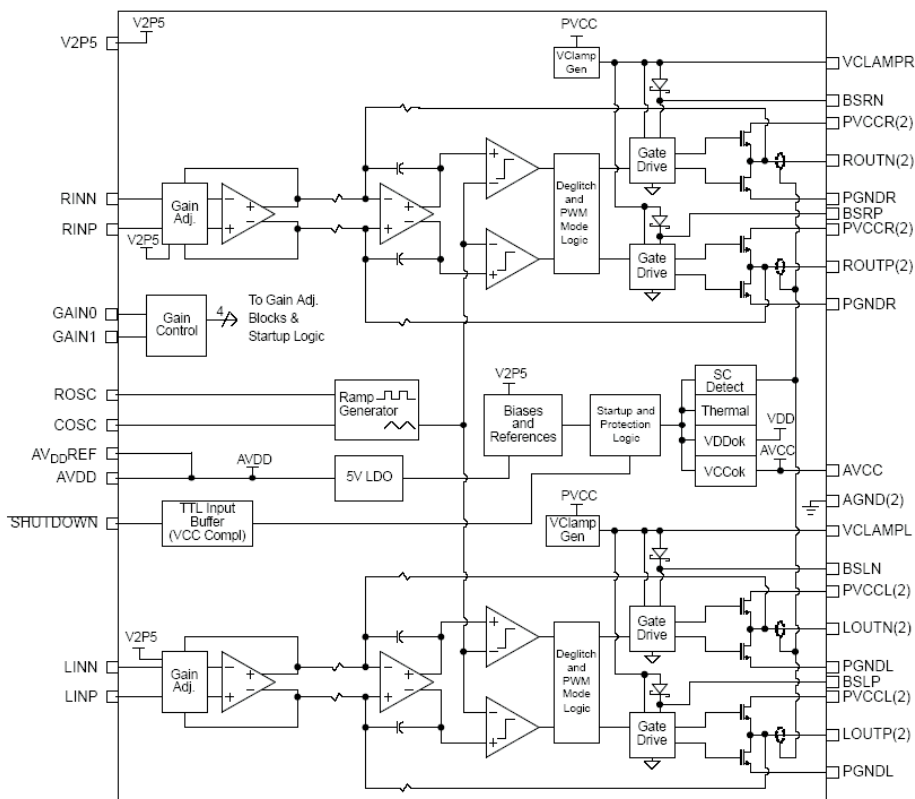 V2P5
V2P5
PVCC
VClamp
Gen
VCLAMPR
BSRN
PVCCR(2)
Gate
Drive
ROUTN(2)
Deglitch
and
PWM
Mode
Logic
RINN
Gain
Adj.
RINP
V2P5
PGNDR
BSRP
PVCCR(2)
Gate
Drive
ROUTP(2)
PGNDR
GAIN0
GAIN1
Gain
Control
4
To Gain Adj.
Blocks &
Startup Logic
ROSC
COSC
Ramp
Generator
V2P5
Biases
and
References
Startup and
Protection
Logic
SC
Detect
Thermal
VDDok
VCCok
VDD
AVCC
AVCC
AVDDREF
AVDD
AVDD
5V LDO
AGND(2)
SHUTDOWN
TTL Input
Buffer
(VCC Compl)
PVCC
VClamp
Gen
VCLAMPL
BSLN
PVCCL(2)
Gate
Drive
LOUTN(2)
Deglitch
and
PWM
Mode
Logic
V2P5
LINN
Gain
Adj.
LINP
PGNDL
BSLP
PVCCL(2)
Gate
Drive
LOUTP(2)
PGNDL